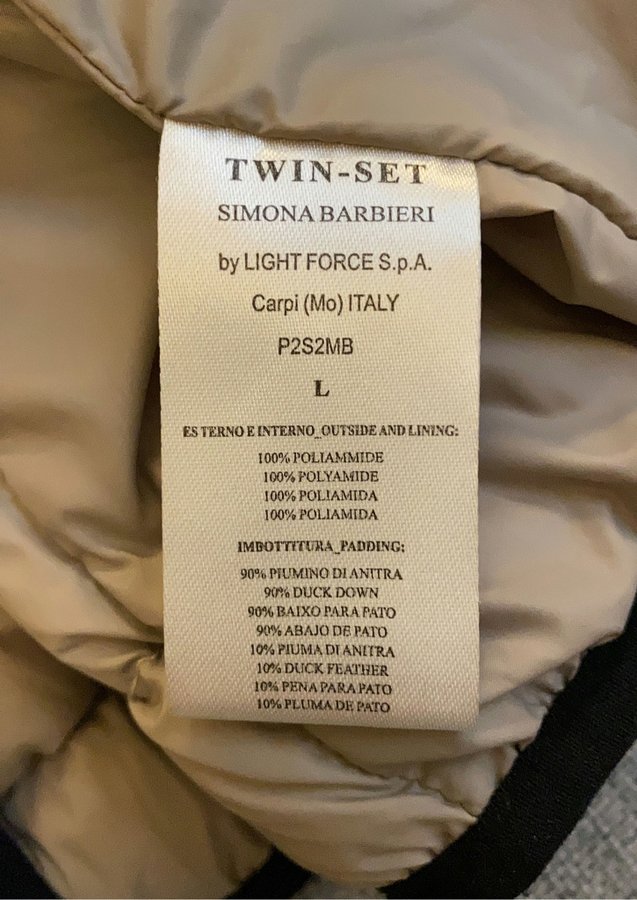 TWIN-SET
SIMONA BARBIERI
by LIGHT FORCE S.p.A.
Carpi (Mo) ITALY
P2S2MB
L
ES TERNO E INTERNO_OUTSIDE AND LINING:
100% POLIAMMIDE
100% POLYAMIDE
100% POLIAMIDA
100% POLIAMIDA
IMBOTTITURA_PADDING:
90% PIUMINO DI ANITRA
90% DUCK DOWN
90% BAIXO PARA PATO
90% ABAJO DE PATO
10% PIUMA DI ANITRA
10% DUCK FEATHER
10% PENA PARA PATO
10% PLUMA DE PATO